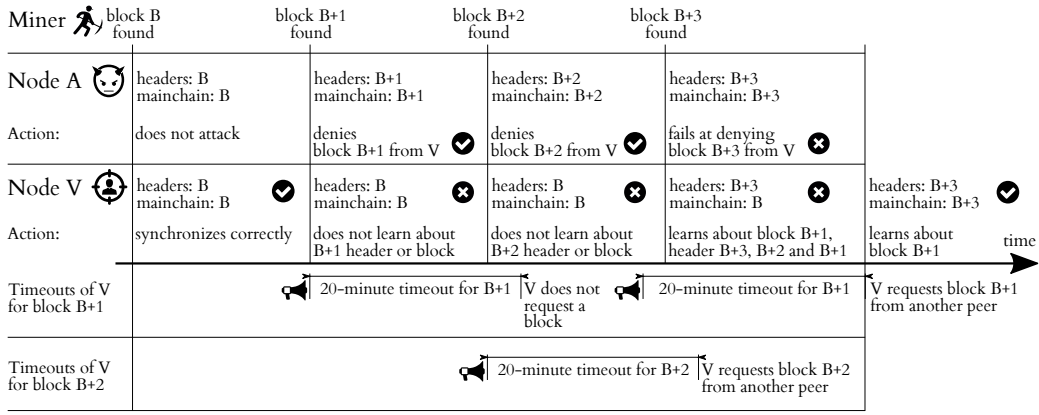 Miner
block B
found
block B+1
found
block B+2
found
block B+3
found
Node A
headers: B
mainchain: B
headers: B+1
mainchain: B+1
headers: B+2
mainchain: B+2
headers: B+3
mainchain: B+3
Action:
does not attack
denies
block B+1 from V
denies
block B+2 from V
fails at denying
block B+3 from V
Node V
headers: B
mainchain: B
headers: B
mainchain: B
headers: B
mainchain: B
headers: B+3
mainchain: B
headers: B+3
mainchain: B+3
Action:
synchronizes correctly
does not learn about
B+1 header or block
does not learn about
B+2 header or block
learns about block B+1,
header B+3, B+2 and B+1
learns about
block B+1
time
Timeouts of V
for block B+1
20-minute timeout for B+1
V does not
request a
block
20-minute timeout for B+1
V requests block B+1
from another peer
Timeouts of V
for block B+2
20-minute timeout for B+2
V requests block B+2
from another peer